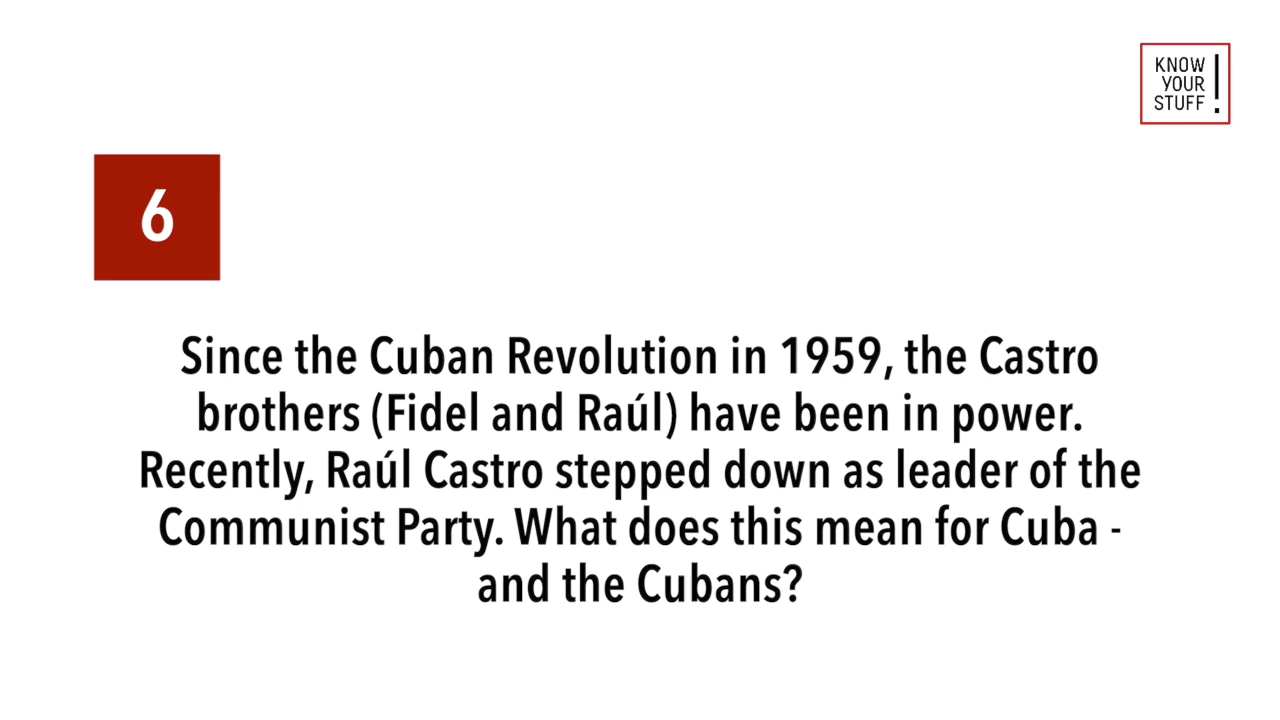 KNOW
YOUR
STUFF !
6
Since the Cuban Revolution in 1959, the Castro
brothers (Fidel and Raúl) have been in power.
Recently, Raúl Castro stepped down as leader of the
Communist Party. What does this mean for Cuba -
and the Cubans?